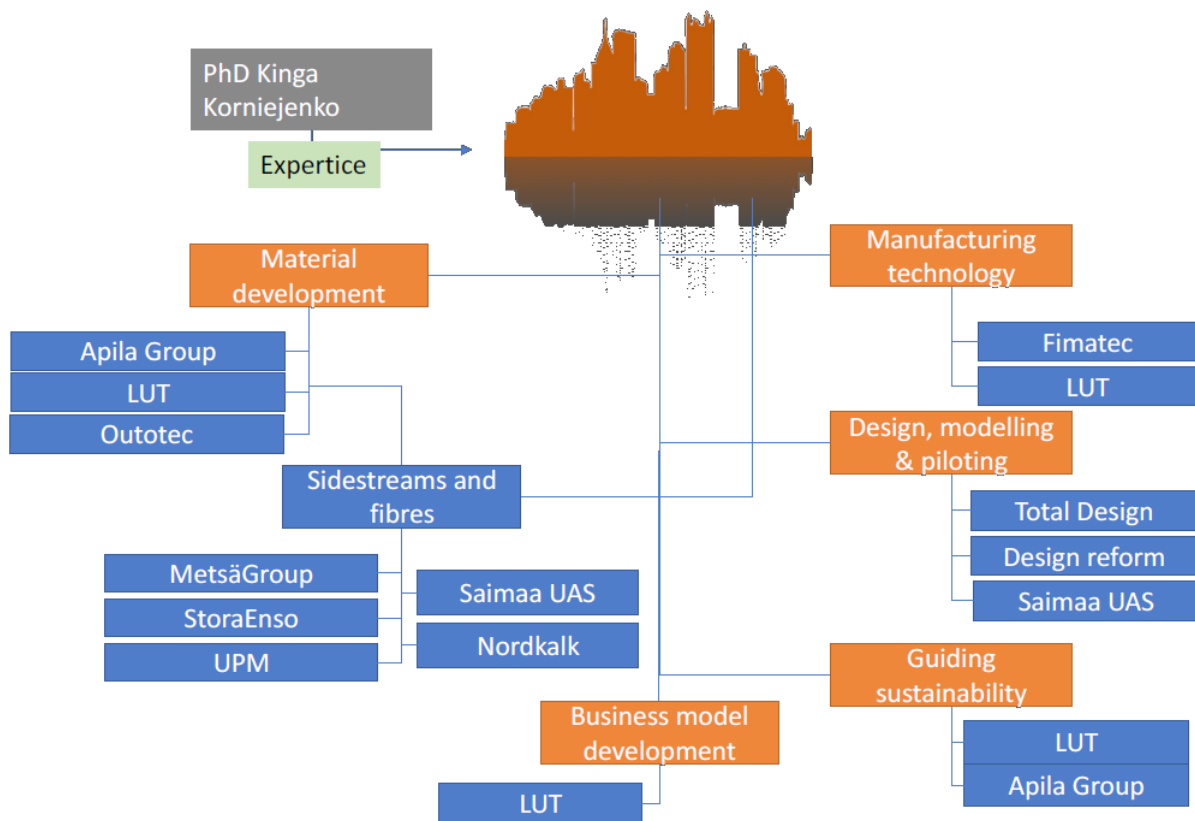 PhD Kinga
Korniejenko
Expertice
Material
development
Apila Group
LUT
Outotec
Sidestreams and
fibres
MetsäGroup
StoraEnso
UPM
Saimaa UAS
Nordkalk
Business model
development
LUT
Manufacturing
technology
Fimatec
LUT
Design, modelling
& piloting
Total Design
Design reform
Saimaa UAS
Guiding
sustainability
LUT
Apila Group